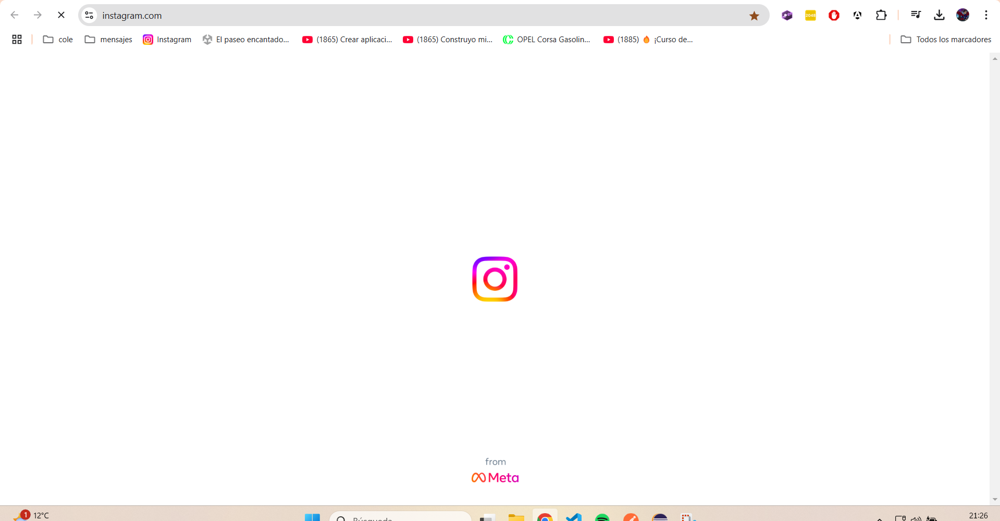 instagram.com
2048
cole mensajes Instagram El paseo encantado... (1865) Crear aplicaci... (1865) Construyo mi... OPEL Corsa Gasolin... (1885) 🔥 ¡Curso de... Todos los marcadores
from
Meta
1 12°C Búsqueda 21:26